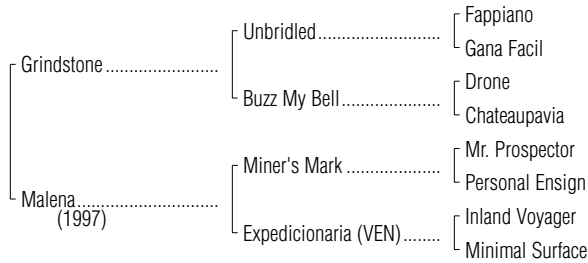 Fappiano
Unbridled
Gana Facil
Grindstone
Drone
Buzz My Bell
Chateaupavia
Mr. Prospector
Miner's Mark
Personal Ensign
Malena
(1997)
Inland Voyager
Expedicionaria (VEN)
Minimal Surface